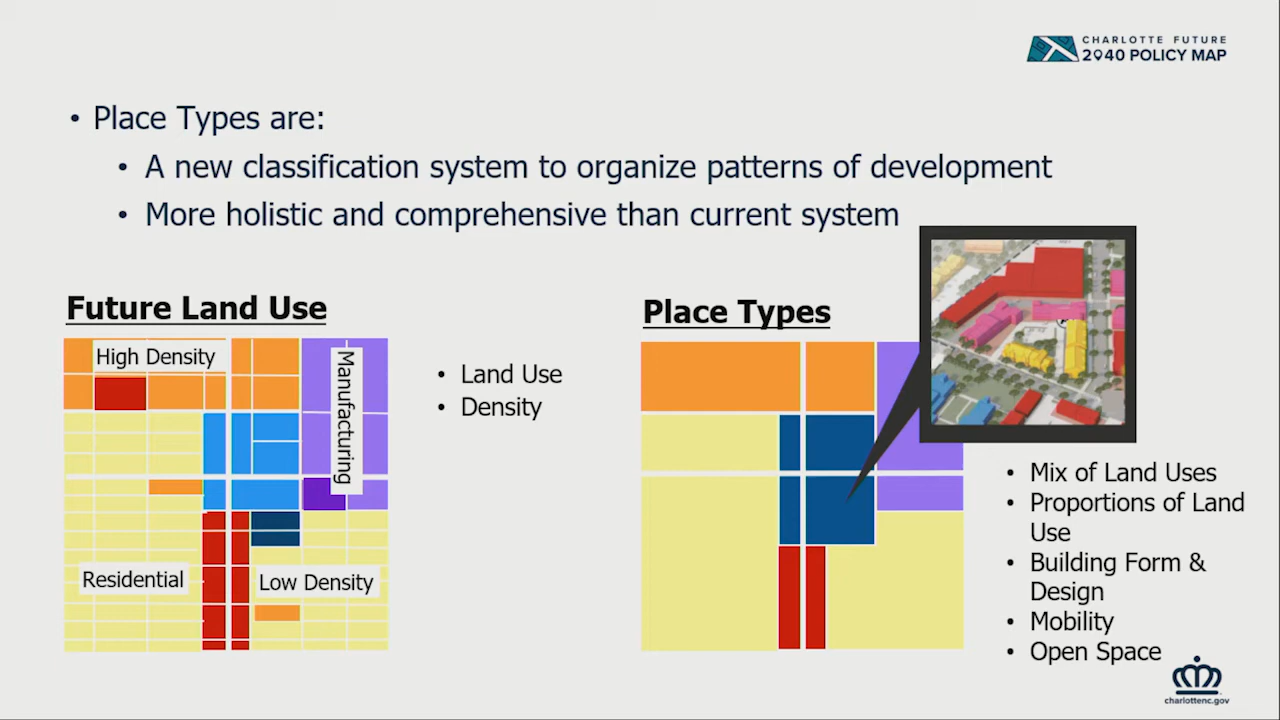 CHARLOTTE FUTURE
2040 POLICY MAP
• Place Types are:
• A new classification system to organize patterns of development
• More holistic and comprehensive than current system
Future Land Use
High Density
Manufacturing
Residential
Low Density
• Land Use
• Density
Place Types
• Mix of Land Uses
• Proportions of Land
Use
• Building Form &
Design
• Mobility
• Open Space
charlottenc.gov